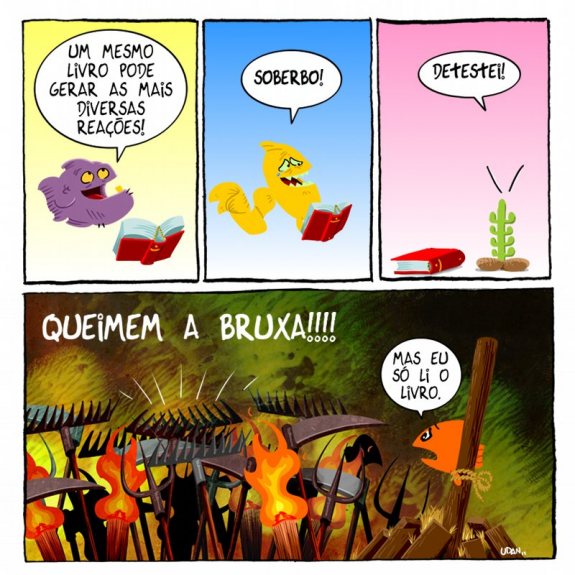 UM MESMO
LIVRO PODE
GERAR AS MAIS
DIVERSAS
REAÇÕES!
SOBERBO!
DETESTEI!
QUEIMEM A BRUXA!!!!
MAS EU
SÓ LI O
LIVRO.